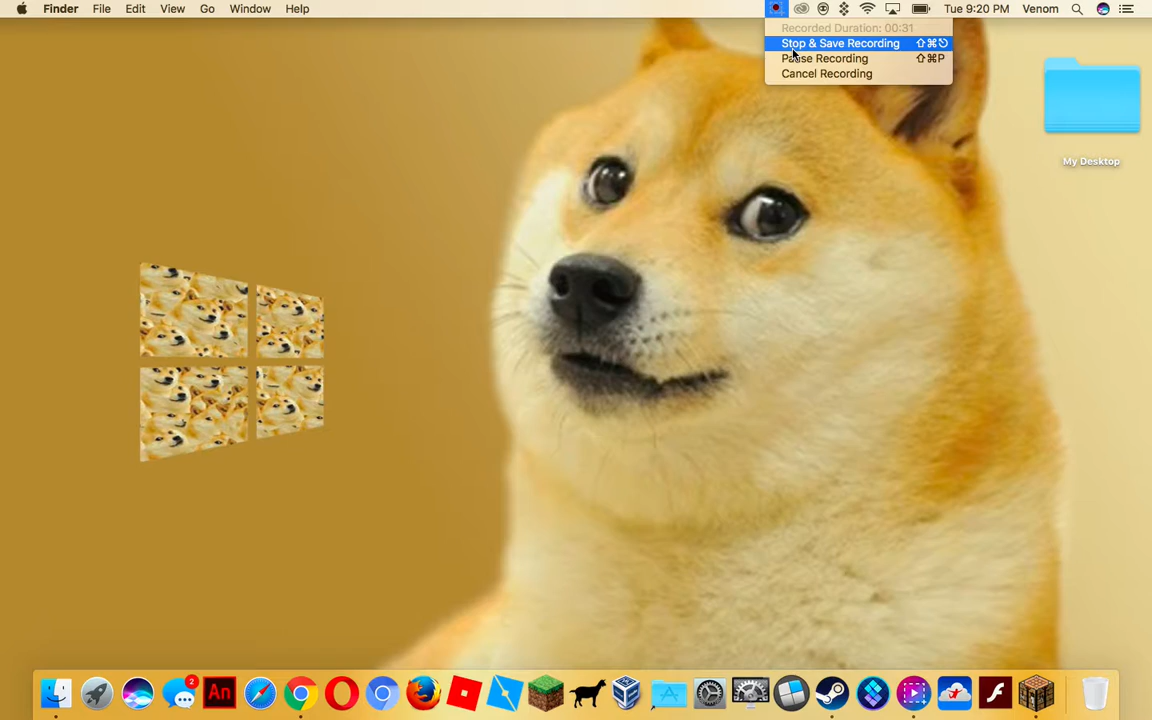 Finder File Edit View Go Window Help Tue 9:20 PM Venom
Recorded Duration: 00:31
Stop & Save Recording ⇧⌘⎋
Pause Recording ⇧⌘P
Cancel Recording
My Desktop
2
An